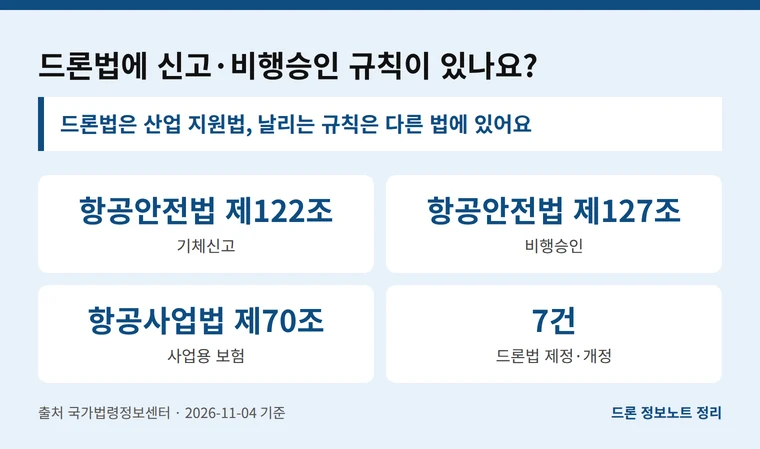 드론법에 신고·비행승인 규칙이 있나요?
드론법은 산업 지원법, 날리는 규칙은 다른 법에 있어요
항공안전법 제122조
기체신고
항공안전법 제127조
비행승인
항공사업법 제70조
사업용 보험
7건
드론법 제정·개정
출처 국가법령정보센터 · 2026-11-04 기준
드론 정보노트 정리